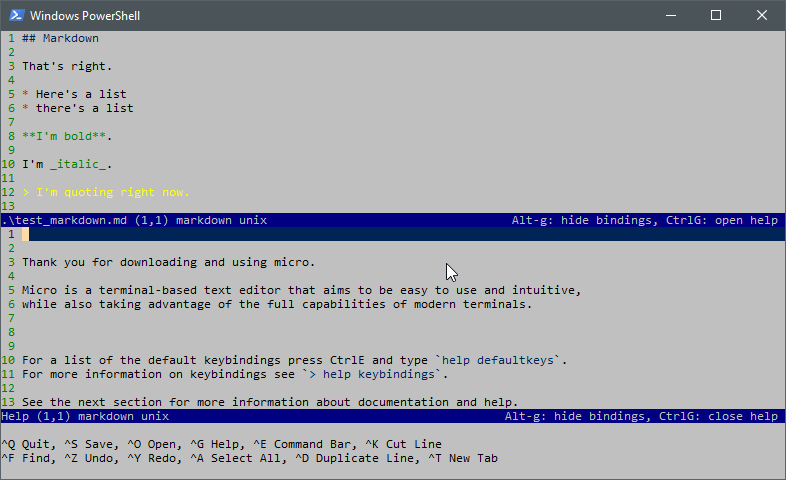 Windows PowerShell
1 ## Markdown
2
3 That's right.
4
5 * Here's a list
6 * there's a list
7
8 **I'm bold**.
9
10 I'm _italic_.
11
12 > I'm quoting right now.
13
.\test_markdown.md (1,1) markdown unix Alt-g: hide bindings, CtrlG: open help
1
2
3 Thank you for downloading and using micro.
4
5 Micro is a terminal-based text editor that aims to be easy to use and intuitive,
6 while also taking advantage of the full capabilities of modern terminals.
7
8
9
10 For a list of the default keybindings press CtrlE and type `help defaultkeys`.
11 For more information on keybindings see `> help keybindings`.
12
13 See the next section for more information about documentation and help.
Help (1,1) markdown unix Alt-g: hide bindings, CtrlG: close help
^Q Quit, ^S Save, ^O Open, ^G Help, ^E Command Bar, ^K Cut Line
^F Find, ^Z Undo, ^Y Redo, ^A Select All, ^D Duplicate Line, ^T New Tab